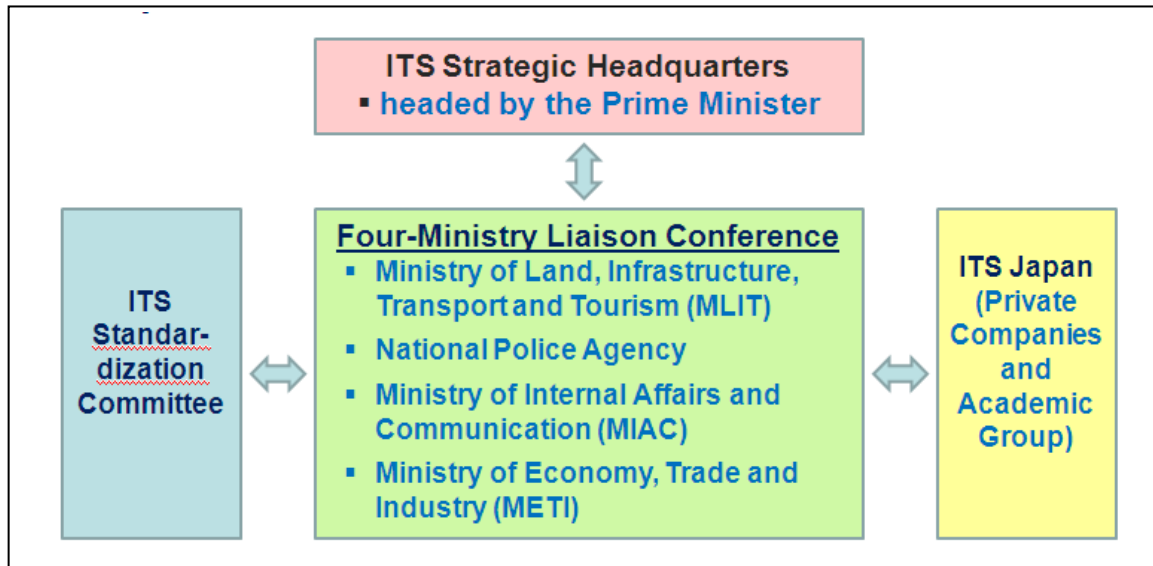 ITS Strategic Headquarters
▪ headed by the Prime Minister
ITS
Standar-
dization
Committee
Four-Ministry Liaison Conference
▪ Ministry of Land, Infrastructure,
Transport and Tourism (MLIT)
▪ National Police Agency
▪ Ministry of Internal Affairs and
Communication (MIAC)
▪ Ministry of Economy, Trade and
Industry (METI)
ITS Japan
(Private
Companies
and
Academic
Group)